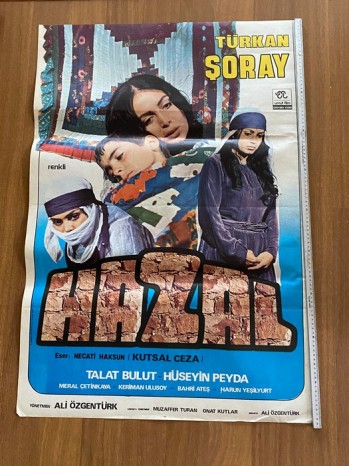 TÜRKAN
ŞORAY
renkli
HAZAL
Eser: NECATİ HAKSUN (KUTSAL CEZA)
TALAT BULUT HÜSEYİN PEYDA
MERAL ÇETİNKAYA KERİMAN ULUSOY BAHRİ ATEŞ HARUN YEŞİLYURT
YÖNETMEN ALİ ÖZGENTÜRK MUZAFFER TURAN ONAT KUTLAR ALİ ÖZGENTÜRK